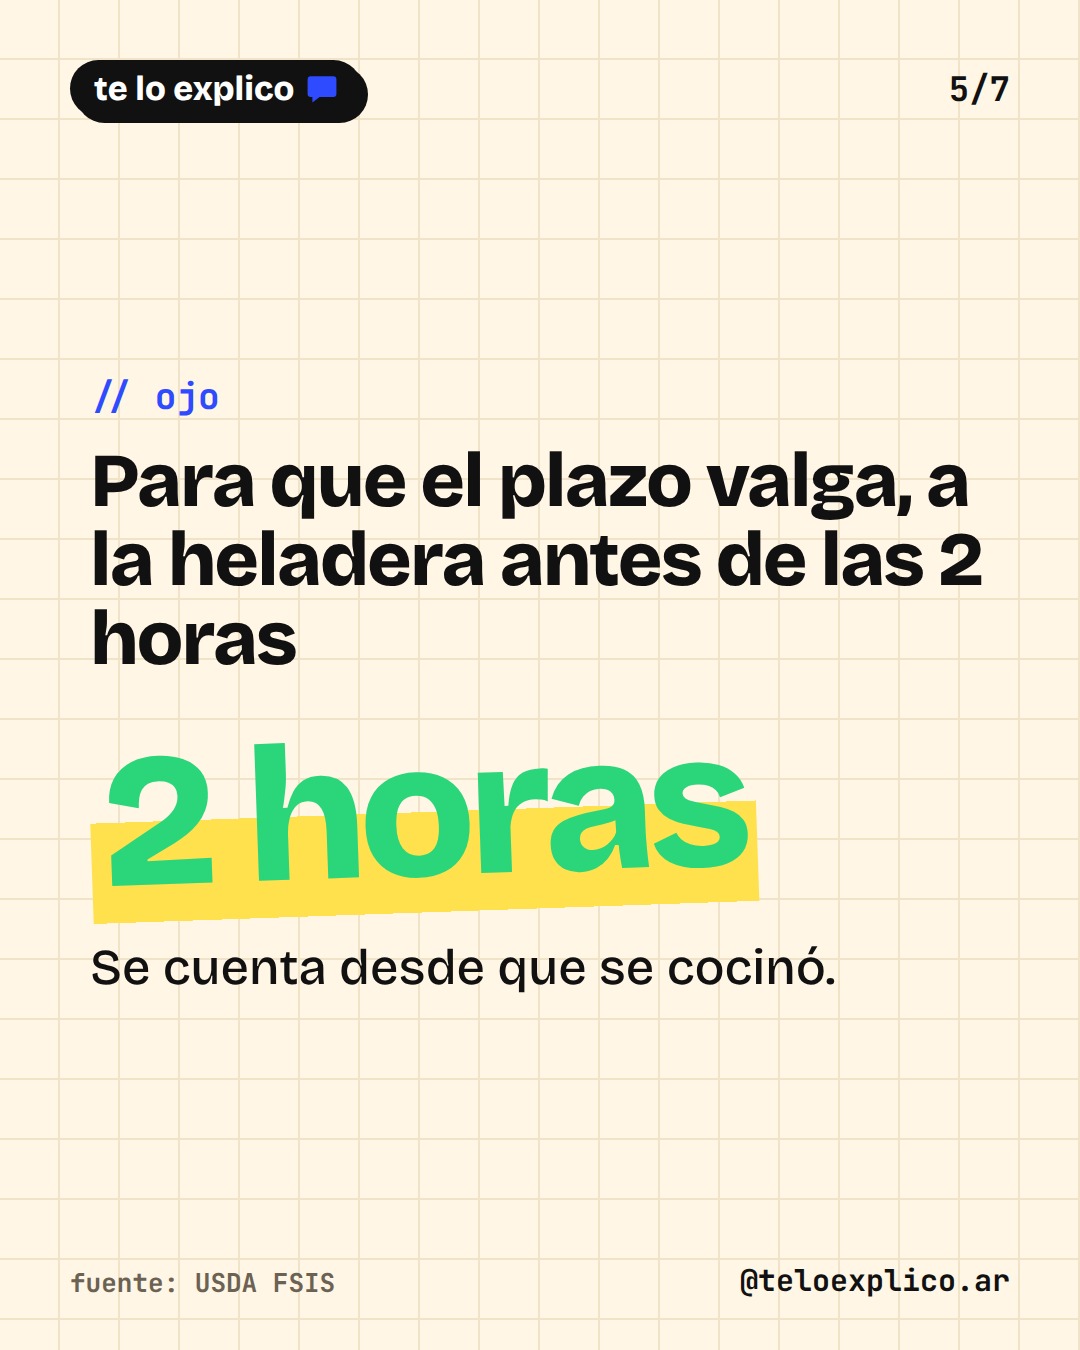 te lo explico
5/7
// ojo
Para que el plazo valga, a
la heladera antes de las 2
horas
2 horas
Se cuenta desde que se cocinó.
fuente: USDA FSIS
@teloexplico.ar